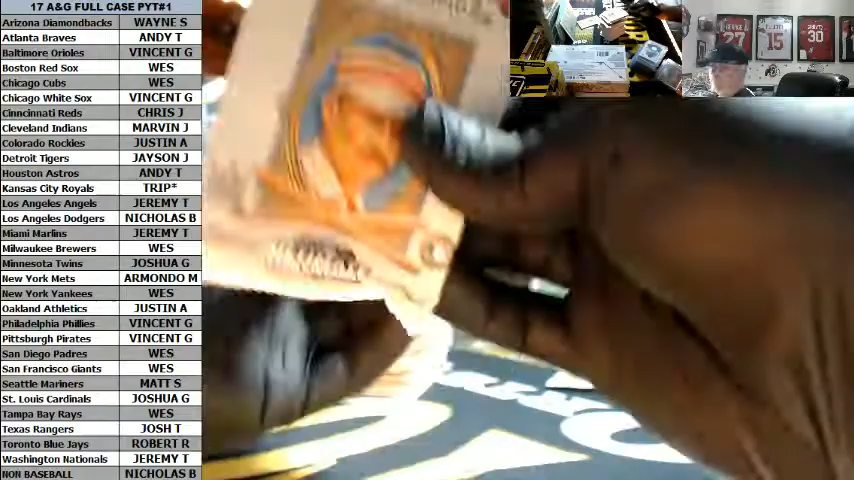 17 A&G FULL CASE PYT#1
Arizona Diamondbacks WAYNE S
Atlanta Braves ANDY T
Baltimore Orioles VINCENT G
Boston Red Sox WES
Chicago Cubs WES
Chicago White Sox VINCENT G
Cinncinnati Reds CHRIS J
Cleveland Indians MARVIN J
Colorado Rockies JUSTIN A
Detroit Tigers JAYSON J
Houston Astros ANDY T
Kansas City Royals TRIP*
Los Angeles Angels JEREMY T
Los Angeles Dodgers NICHOLAS B
Miami Marlins JEREMY T
Milwaukee Brewers WES
Minnesota Twins JOSHUA G
New York Mets ARMONDO M
New York Yankees WES
Oakland Athletics JUSTIN A
Philadelphia Phillies VINCENT G
Pittsburgh Pirates VINCENT G
San Diego Padres WES
San Francisco Giants WES
Seattle Mariners MATT S
St. Louis Cardinals JOSHUA G
Tampa Bay Rays WES
Texas Rangers JOSH T
Toronto Blue Jays ROBERT R
Washington Nationals JEREMY T
NON BASEBALL NICHOLAS B
27
15
30